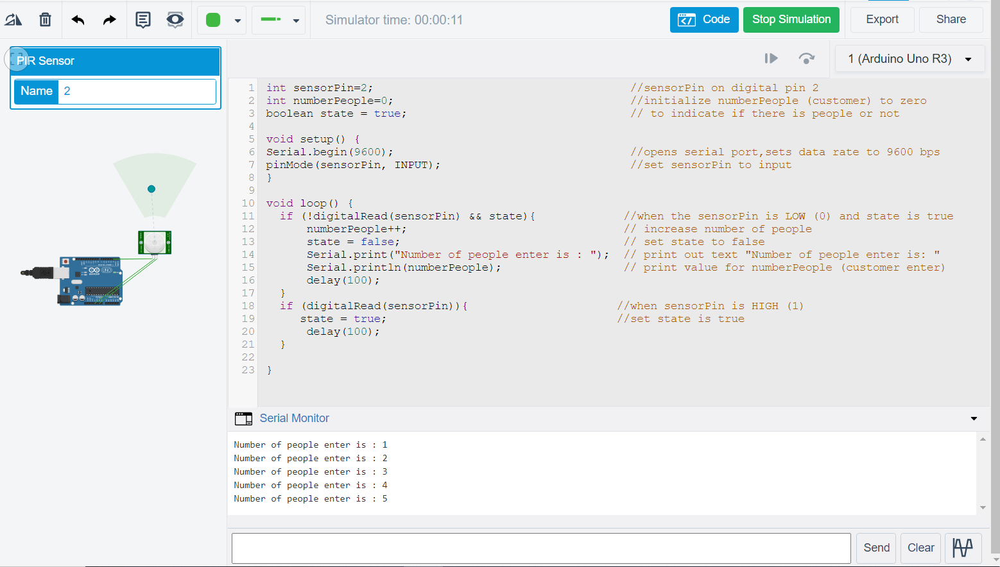 Simulator time: 00:00:11
Code
Stop Simulation
Export
Share
PIR Sensor
Name 2
1 (Arduino Uno R3)
1 int sensorPin=2; //sensorPin on digital pin 2
2 int numberPeople=0; //initialize numberPeople (customer) to zero
3 boolean state = true; // to indicate if there is people or not
4
5 void setup() {
6 Serial.begin(9600); //opens serial port,sets data rate to 9600 bps
7 pinMode(sensorPin, INPUT); //set sensorPin to input
8 }
9
10 void loop() {
11 if (!digitalRead(sensorPin) && state){ //when the sensorPin is LOW (0) and state is true
12 numberPeople++; // increase number of people
13 state = false; // set state to false
14 Serial.print("Number of people enter is : "); // print out text "Number of people enter is: "
15 Serial.println(numberPeople); // print value for numberPeople (customer enter)
16 delay(100);
17 }
18 if (digitalRead(sensorPin)){ //when sensorPin is HIGH (1)
19 state = true; //set state is true
20 delay(100);
21 }
22
23 }
Serial Monitor
Number of people enter is : 1
Number of people enter is : 2
Number of people enter is : 3
Number of people enter is : 4
Number of people enter is : 5
Send
Clear